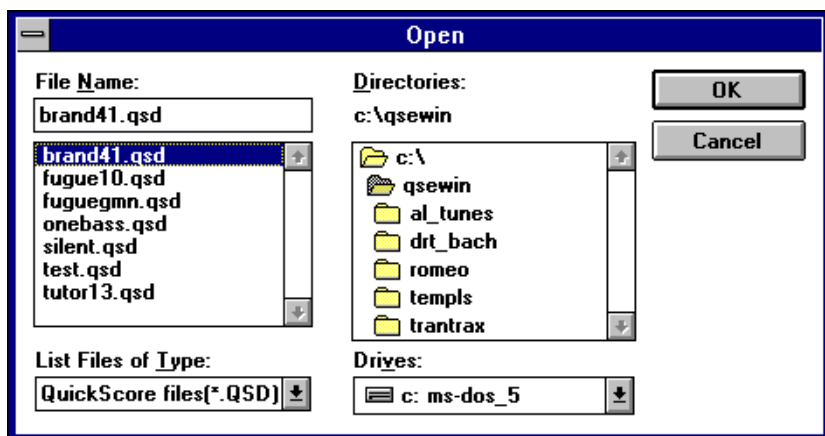 Open
File Name:
brand41.qsd
brand41.qsd
fugue10.qsd
fuguegmn.qsd
onebass.qsd
silent.qsd
test.qsd
tutor13.qsd
List Files of Type:
QuickScore files(*.QSD)
Directories:
c:\qsewin
c:\
qsewin
al_tunes
drt_bach
romeo
templs
trantrax
Drives:
c: ms-dos_5
OK
Cancel